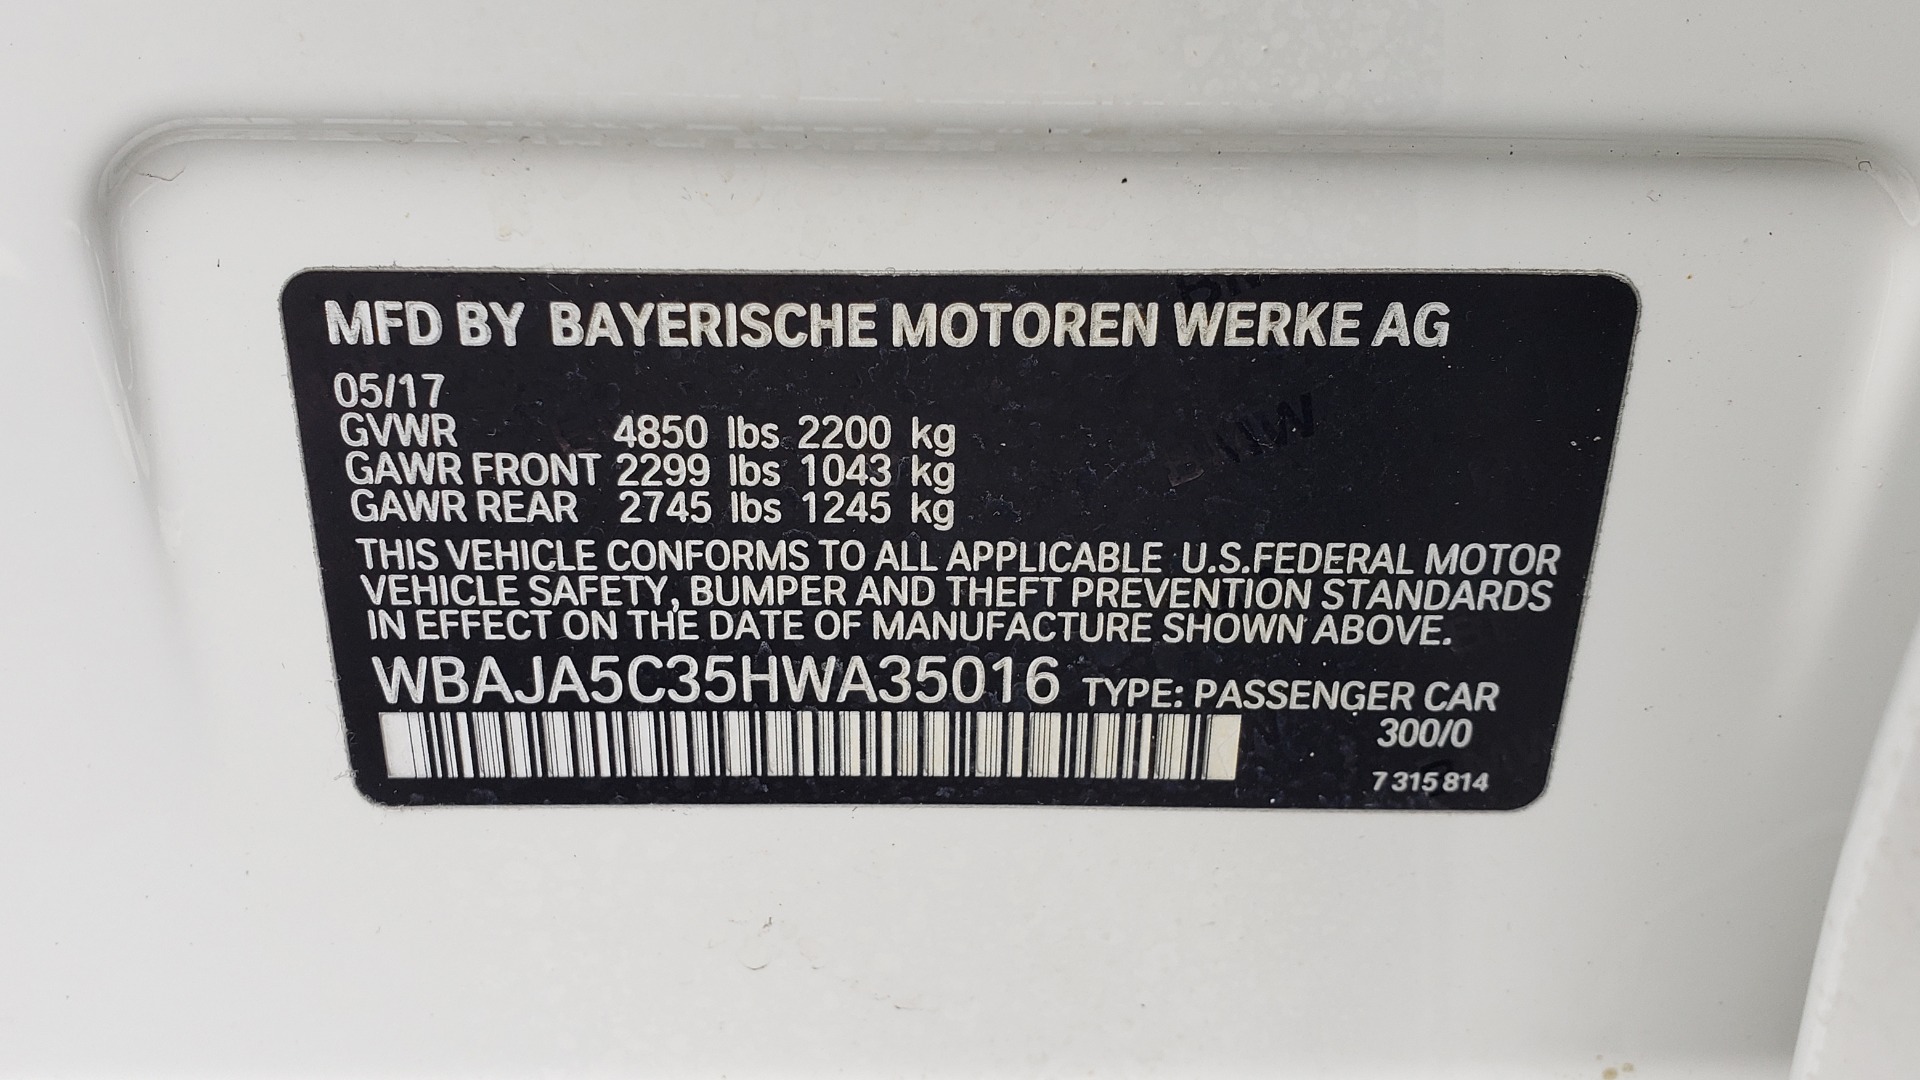 MFD BY BAYERISCHE MOTOREN WERKE AG
05/17
GVWR 4850 lbs 2200 kg
GAWR FRONT 2299 lbs 1043 kg
GAWR REAR 2745 lbs 1245 kg
THIS VEHICLE CONFORMS TO ALL APPLICABLE U.S.FEDERAL MOTOR
VEHICLE SAFETY, BUMPER AND THEFT PREVENTION STANDARDS
IN EFFECT ON THE DATE OF MANUFACTURE SHOWN ABOVE.
WBAJA5C35HWA35016 TYPE: PASSENGER CAR
300/0
7 315 814
BMW